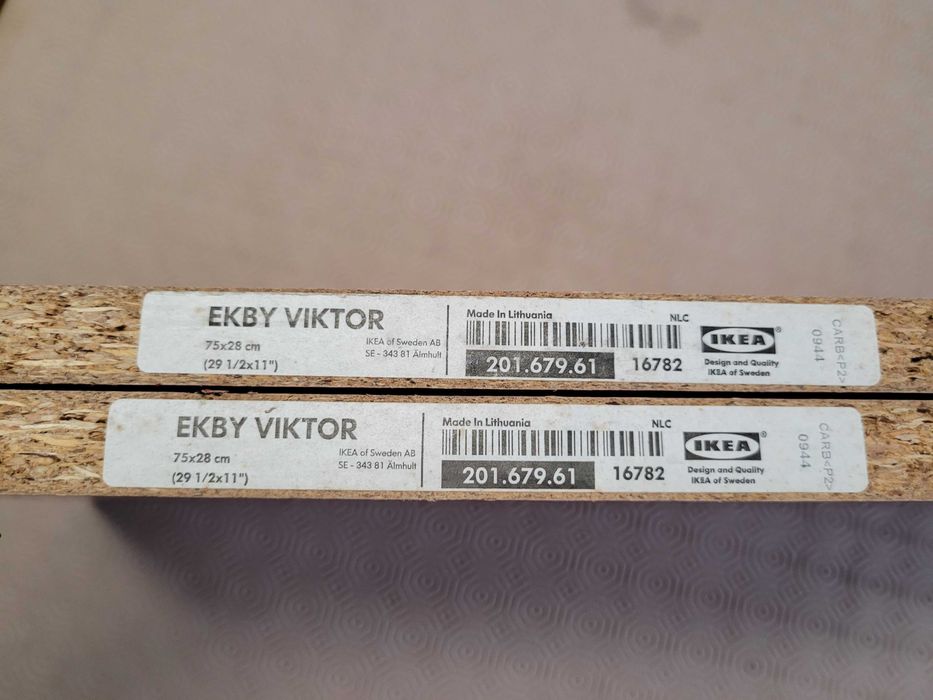 EKBY VIKTOR
75x28 cm
(29 1/2x11")
IKEA of Sweden AB
SE - 343 81 Älmhult
Made In Lithuania
NLC
201.679.61
16782
IKEA®
Design and Quality
IKEA of Sweden
CARB<P2>
0944
EKBY VIKTOR
75x28 cm
(29 1/2x11")
IKEA of Sweden AB
SE - 343 81 Älmhult
Made In Lithuania
NLC
201.679.61
16782
IKEA®
Design and Quality
IKEA of Sweden
CARB<P2>
0944